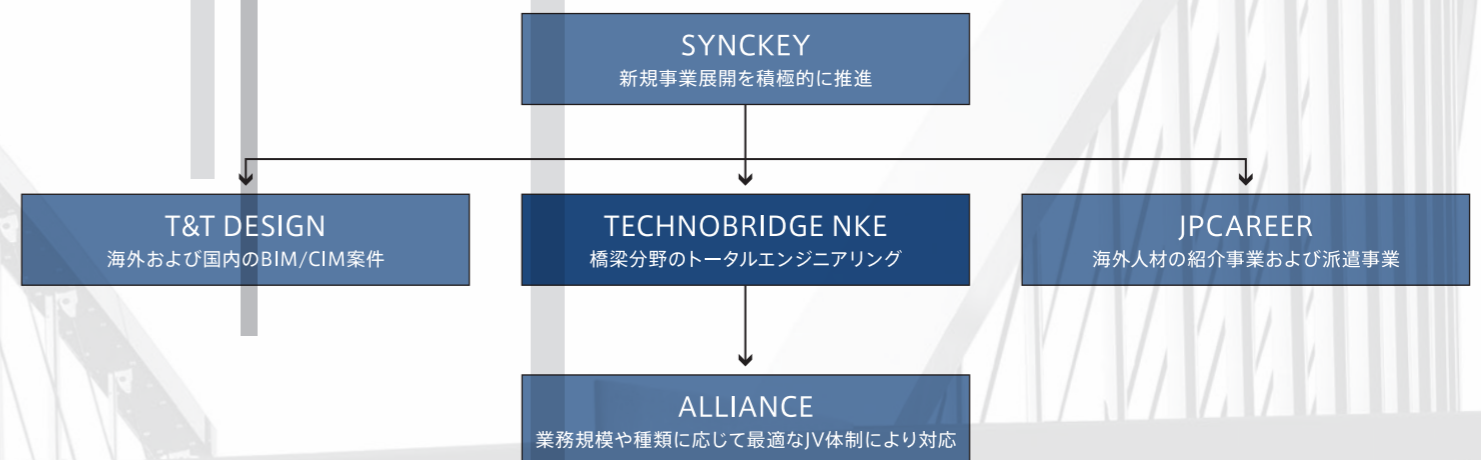 SYNCKEY
新規事業展開を積極的に推進
T&T DESIGN
海外および国内のBIM/CIM案件
TECHNOBRIDGE NKE
橋梁分野のトータルエンジニアリング
JPCAREER
海外人材の紹介事業および派遣事業
ALLIANCE
業務規模や種類に応じて最適なJV体制により対応